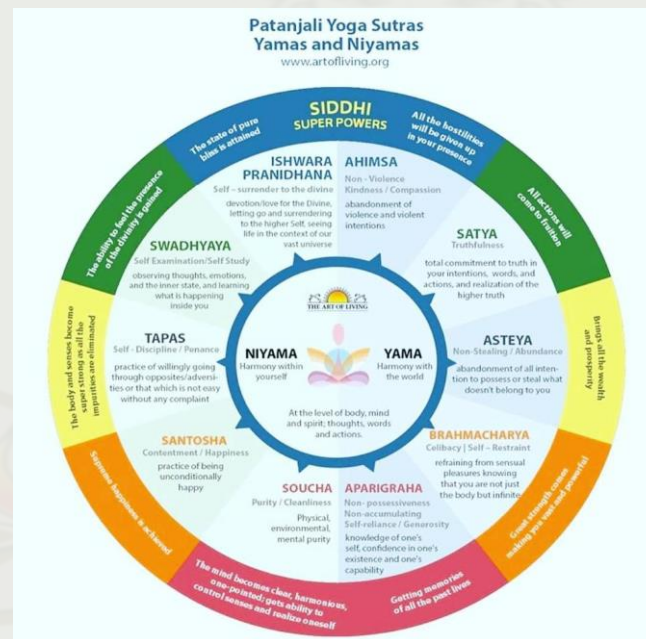 Patanjali Yoga Sutras
Yamas and Niyamas
www.artofliving.org
SIDDHI
SUPER POWERS
All the hostilities
will be given up
in your presence
All actions will
come to fruition
Brings all the wealth
and prosperity
Great strength comes
making you vast and powerful
Getting memories
of all the past lives
The mind becomes clear, harmonious,
one-pointed; gets ability to
control senses and realize oneself
Supreme happiness is achieved
The body and senses become
super strong as all the
impurities are eliminated
The ability to feel the presence
of the divinity is gained
The state of pure
bliss is attained
AHIMSA
Non - Violence
Kindness / Compassion
abandonment of
violence and violent
intentions
SATYA
Truthfulness
total commitment to truth in
your intentions, words, and
actions, and realization of the
higher truth
ASTEYA
Non-Stealing / Abundance
abandonment of all inten-
tion to possess or steal what
doesn't belong to you
BRAHMACHARYA
Celibacy | Self - Restraint
refraining from sensual
pleasures knowing
that you are not just
the body but infinite
APARIGRAHA
Non- possessiveness
Non-accumulating
Self-reliance / Generosity
knowledge of one's
self, confidence in one's
existence and one's
capability
SOUCHA
Purity / Cleanliness
Physical,
environmental,
mental purity
SANTOSHA
Contentment / Happiness
practice of being
unconditionally
happy
TAPAS
Self - Discipline / Penance
practice of willingly going
through opposites/adversi-
ties or that which is not easy
without any complaint
SWADHYAYA
Self Examination/Self Study
observing thoughts, emotions,
and the inner state, and learning
what is happening
inside you
ISHWARA
PRANIDHANA
Self - surrender to the divine
devotion/love for the Divine,
letting go and surrendering
to the higher Self, seeing
life in the context of our
vast universe
THE ART OF LIVING
NIYAMA
Harmony within
yourself
YAMA
Harmony with
the world
At the level of body, mind
and spirit; thoughts, words
and actions.